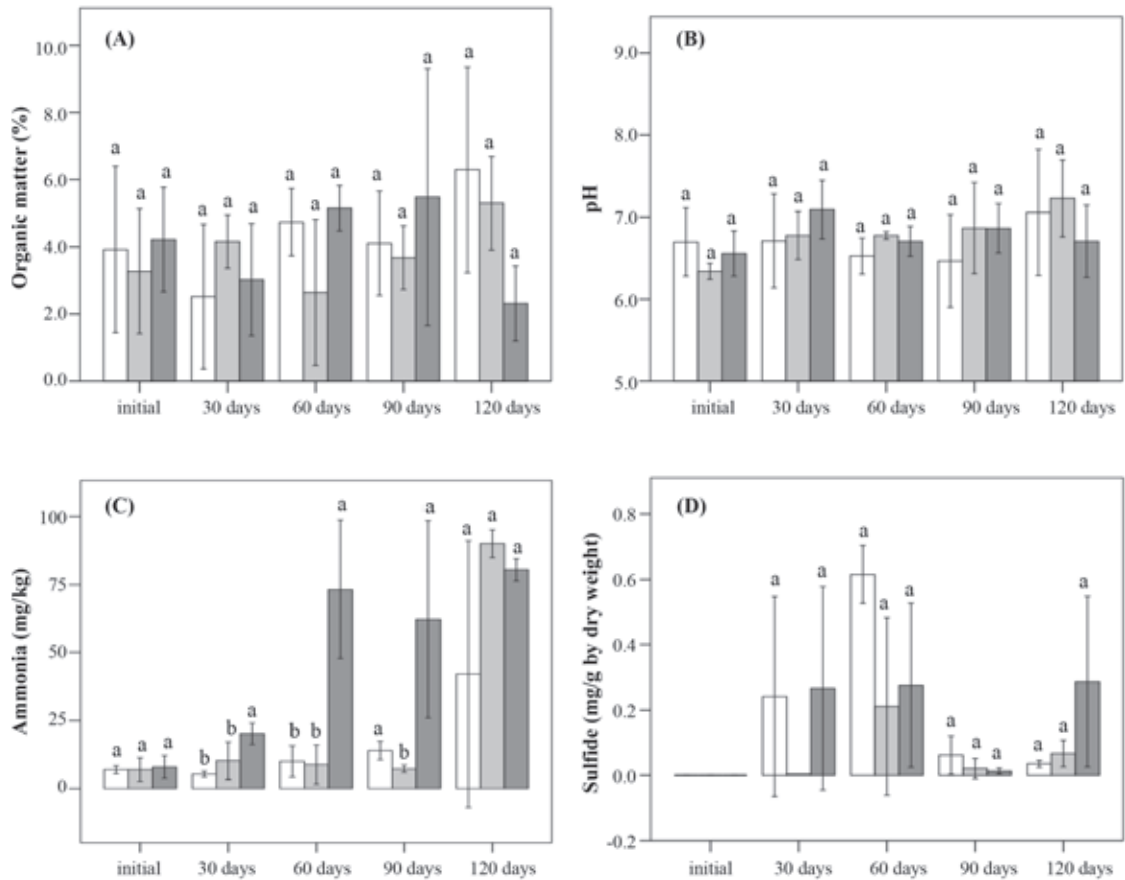 (A)
Organic matter (%)
10.0
8.0
6.0
4.0
2.0
0.0
a a a a a a a a a a a a a a a
initial 30 days 60 days 90 days 120 days
(B)
pH
9.0
8.0
7.0
6.0
5.0
a a a a a a a a a a a a a a a
initial 30 days 60 days 90 days 120 days
(C)
Ammonia (mg/kg)
100
75
50
25
0
a a a b b a b b a a b a a a a
initial 30 days 60 days 90 days 120 days
(D)
Sulfide (mg/g by dry weight)
0.8
0.6
0.4
0.2
0.0
-0.2
a a a a a a a a a a a
initial 30 days 60 days 90 days 120 days